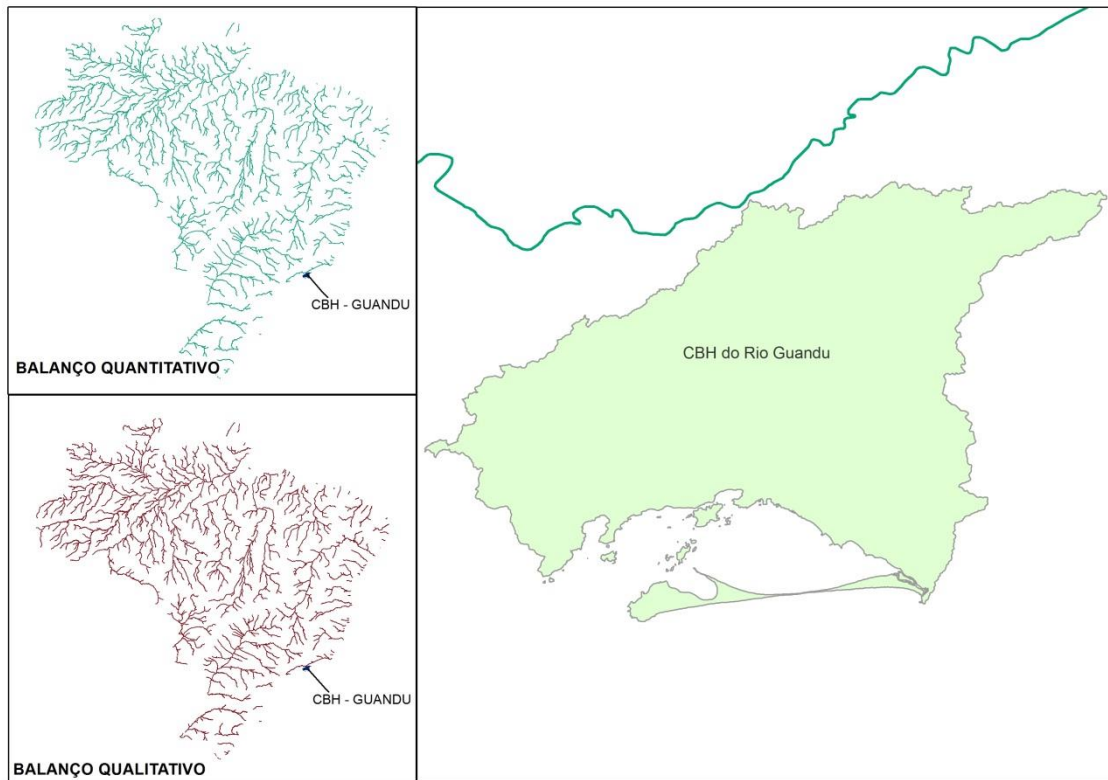 CBH - GUANDU
BALANÇO QUANTITATIVO
CBH do Rio Guandu
CBH - GUANDU
BALANÇO QUALITATIVO